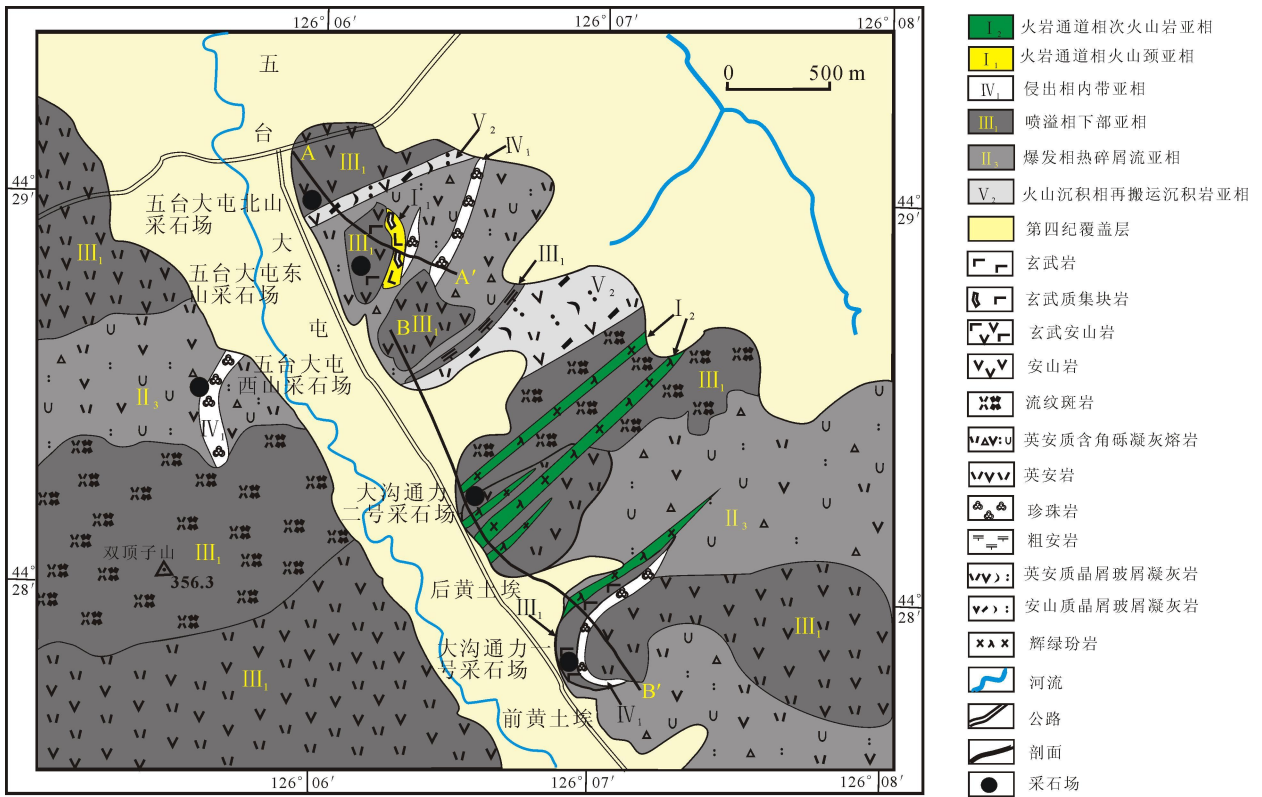 126° 06′
126° 07′
126° 08′
五
台
大
屯
0 500 m
44°
29′
44°
29′
44°
28′
44°
28′
A
Ⅲ₁
V₂
Ⅳ₁
五台大屯北山
采石场
Ⅰ₁
Ⅲ₁
Ⅲ₁
Ⅲ₁
五台大屯东
山采石场
A′
V₂
B
Ⅲ₁
Ⅰ₂
五台大屯
西山采石场
Ⅱ₃
Ⅳ₁
Ⅲ₁
大沟通力
二号采石场
Ⅱ₃
双顶子山
356.3
Ⅲ₁
后黄土埃
Ⅲ₁
Ⅲ₁
大沟通力一
号采石场
Ⅲ₁
B′
前黄土埃
Ⅳ₁
126° 06′
126° 07′
126° 08′
Ⅰ₂ 火岩通道相次火山岩亚相
Ⅰ₁ 火岩通道相火山颈亚相
Ⅳ₁ 侵出相内带亚相
Ⅲ₁ 喷溢相下部亚相
Ⅱ₃ 爆发相热碎屑流亚相
V₂ 火山沉积相再搬运沉积岩亚相
第四纪覆盖层
玄武岩
玄武质集块岩
玄武安山岩
安山岩
流纹斑岩
英安质含角砾凝灰熔岩
英安岩
珍珠岩
粗安岩
英安质晶屑玻屑凝灰岩
安山质晶屑玻屑凝灰岩
辉绿玢岩
河流
公路
剖面
采石场